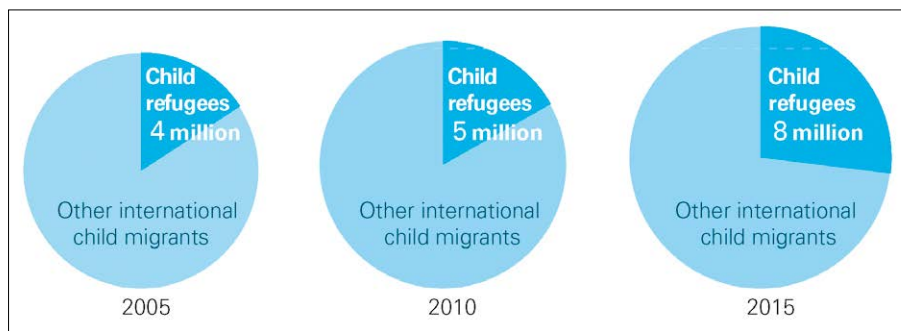 Child
refugees
4 million
Other international
child migrants
2005
Child
refugees
5 million
Other international
child migrants
2010
Child
refugees
8 million
Other international
child migrants
2015